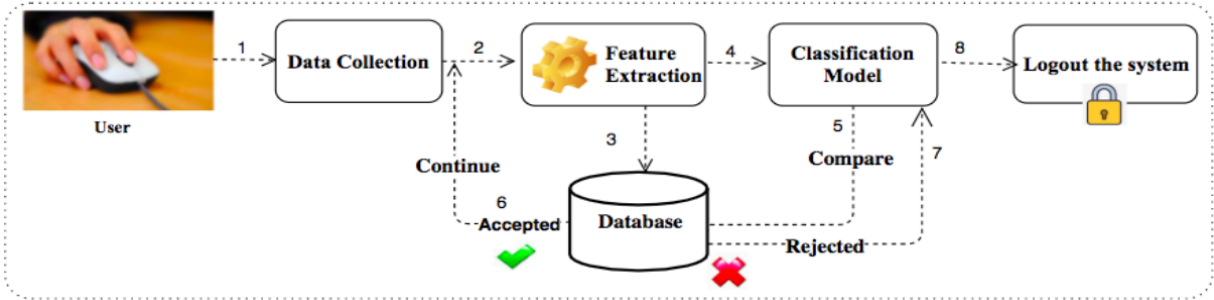 1
Data Collection
2
Feature
Extraction
4
Classification
Model
8
Logout the system
User
3
5
7
Continue
Compare
6
Accepted
Database
Rejected